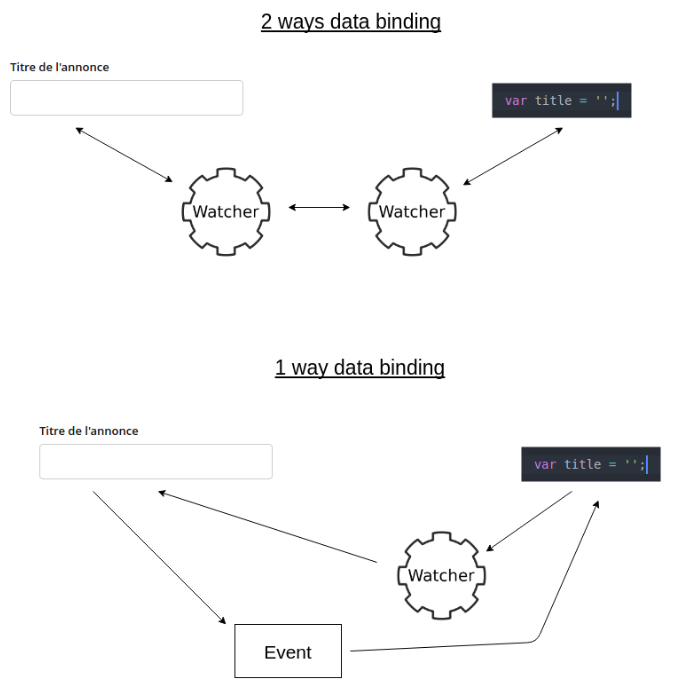 2 ways data binding
Titre de l'annonce
var title = '';
Watcher
Watcher
1 way data binding
Titre de l'annonce
var title = '';
Watcher
Event